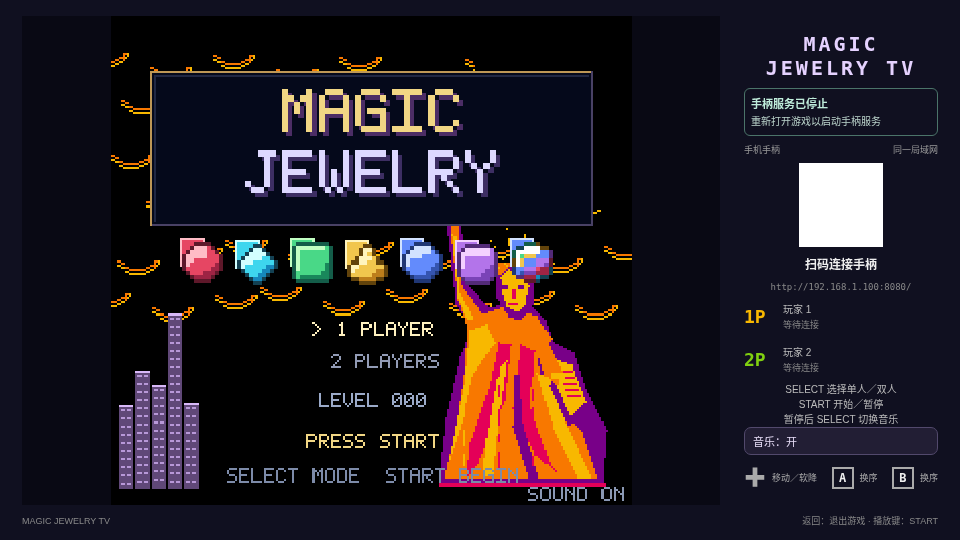 MAGIC
JEWELRY
> 1 PLAYER
2 PLAYERS
LEVEL 000
PRESS START
SELECT MODE START BEGIN
SOUND ON
MAGIC
JEWELRY TV
手柄服务已停止
重新打开游戏以启动手柄服务
手机手柄 同一局域网
扫码连接手柄
http://192.168.1.100:8080/
1P 玩家 1
等待连接
2P 玩家 2
等待连接
SELECT 选择单人／双人
START 开始／暂停
暂停后 SELECT 切换音乐
音乐: 开
移动／软降 A 换序 B 换序
MAGIC JEWELRY TV
返回: 退出游戏 · 播放键: START